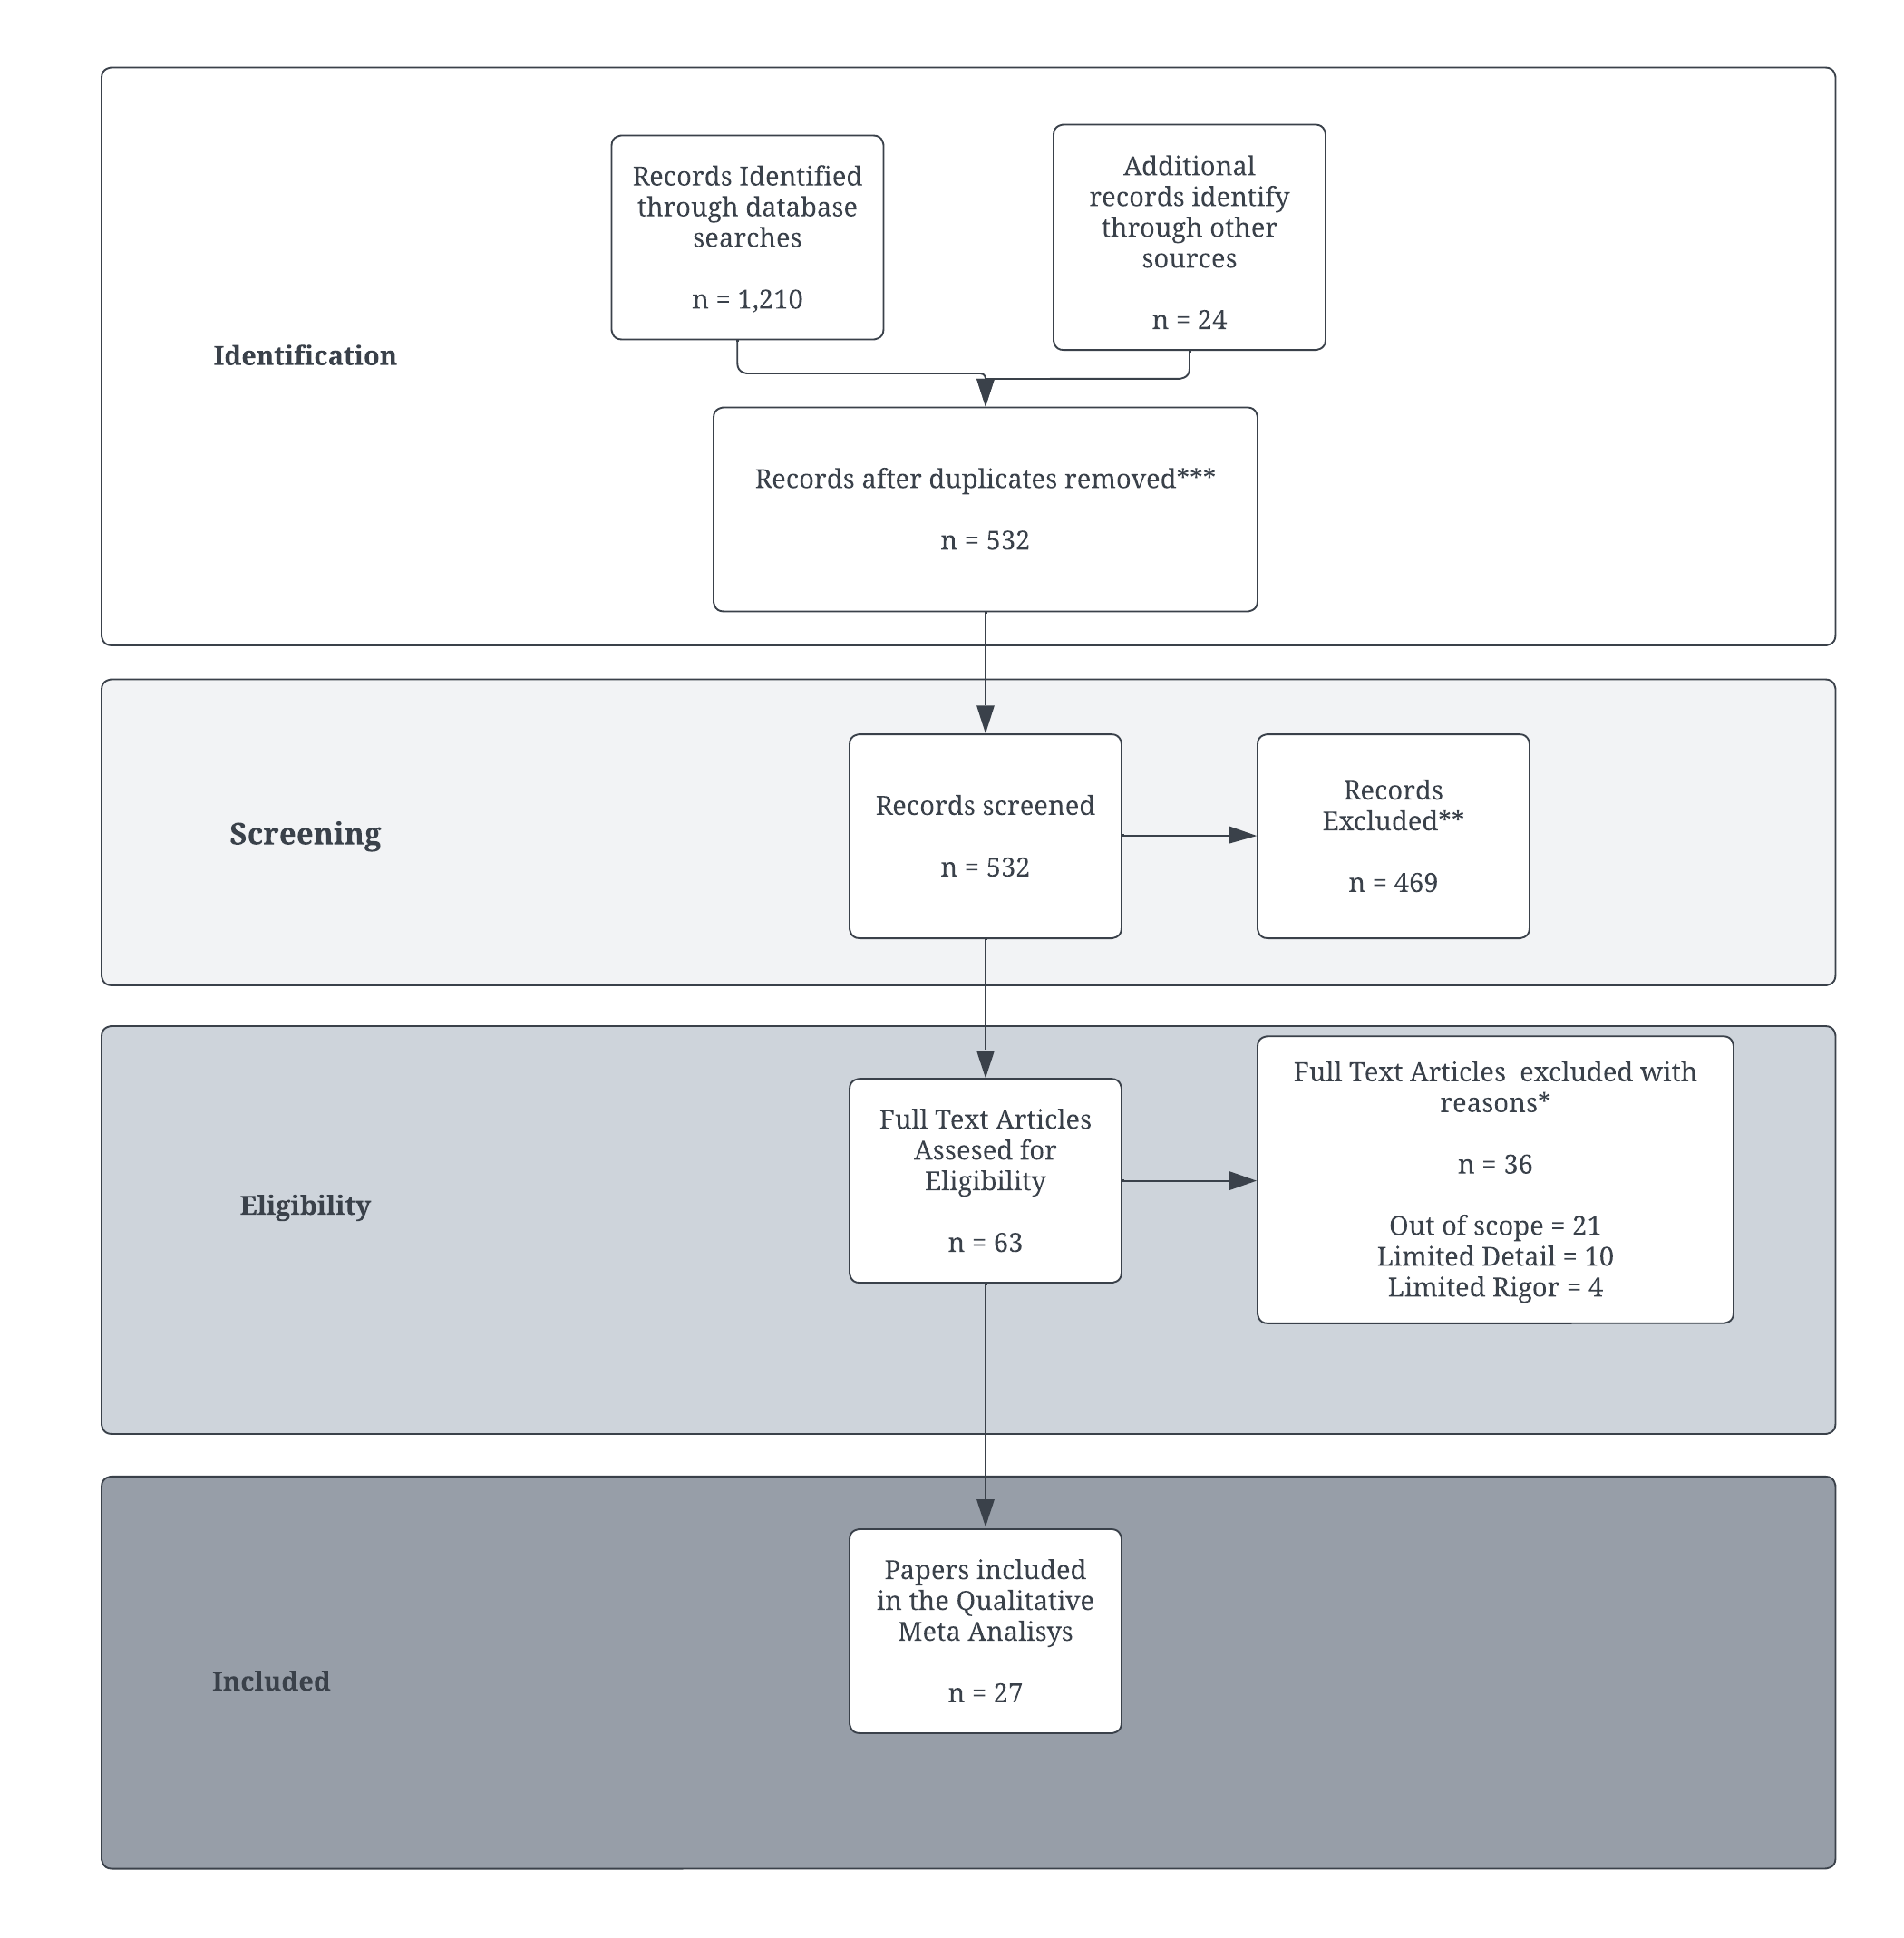 Identification
Records Identified
through database
searches
n = 1,210
Additional
records identify
through other
sources
n = 24
Records after duplicates removed***
n = 532
Screening
Records screened
n = 532
Records
Excluded**
n = 469
Eligibility
Full Text Articles
Assesed for
Eligibility
n = 63
Full Text Articles  excluded with
reasons*
n = 36
Out of scope = 21
Limited Detail = 10
Limited Rigor = 4
Included
Papers included
in the Qualitative
Meta Analisys
n = 27